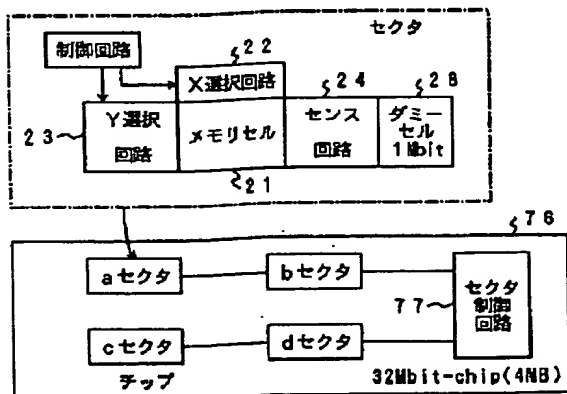 セクタ
制御回路
22
X選択回路
24
28
23
Y選択
回路
メモリセル
センス
回路
ダミー
セル
1Mbit
21
76
aセクタ
bセクタ
セクタ
制御
回路
77
cセクタ
dセクタ
チップ
32Mbit-chip(4MB)